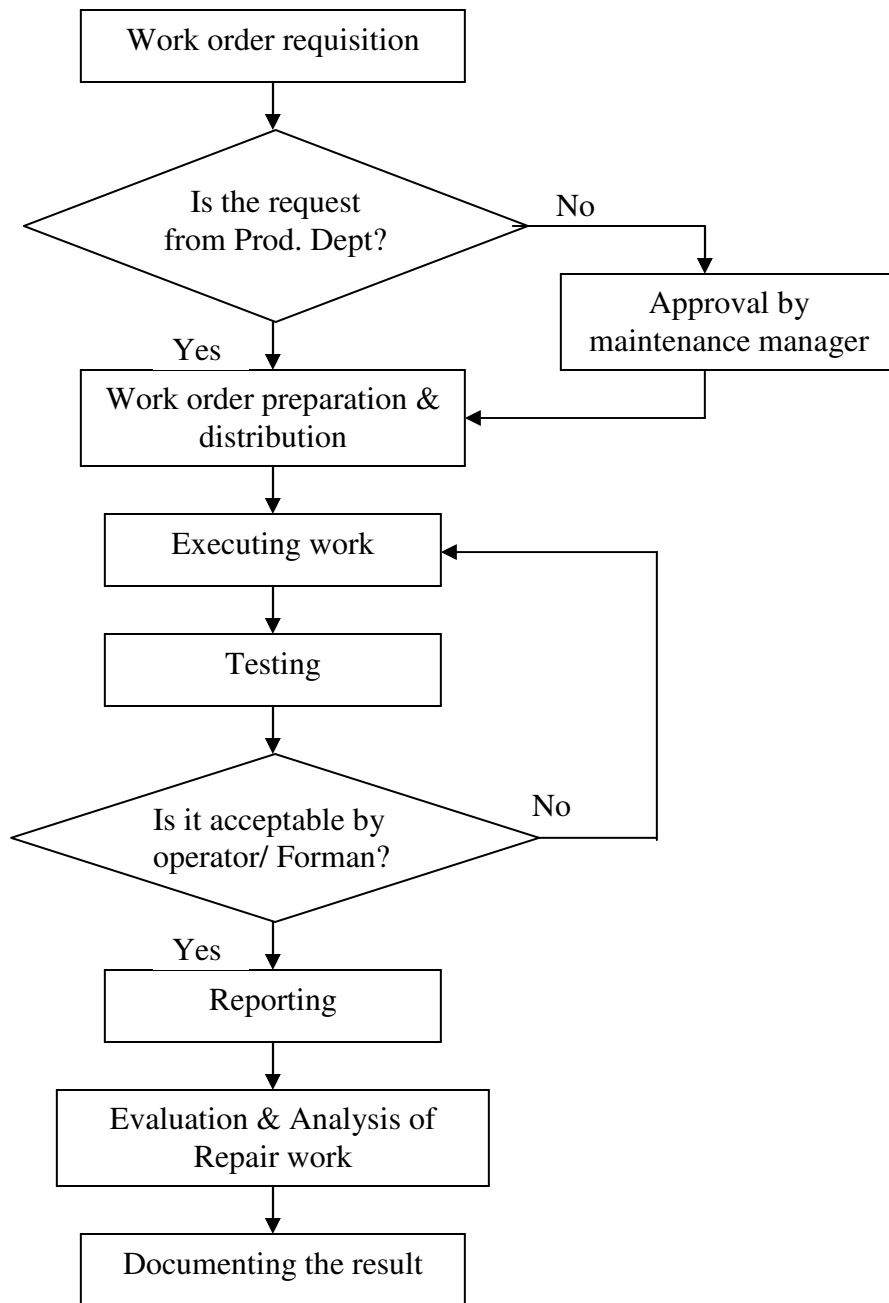 Work order requisition
Is the request
from Prod. Dept?
No
Approval by
maintenance manager
Yes
Work order preparation &
distribution
Executing work
Testing
Is it acceptable by
operator/ Forman?
No
Yes
Reporting
Evaluation & Analysis of
Repair work
Documenting the result